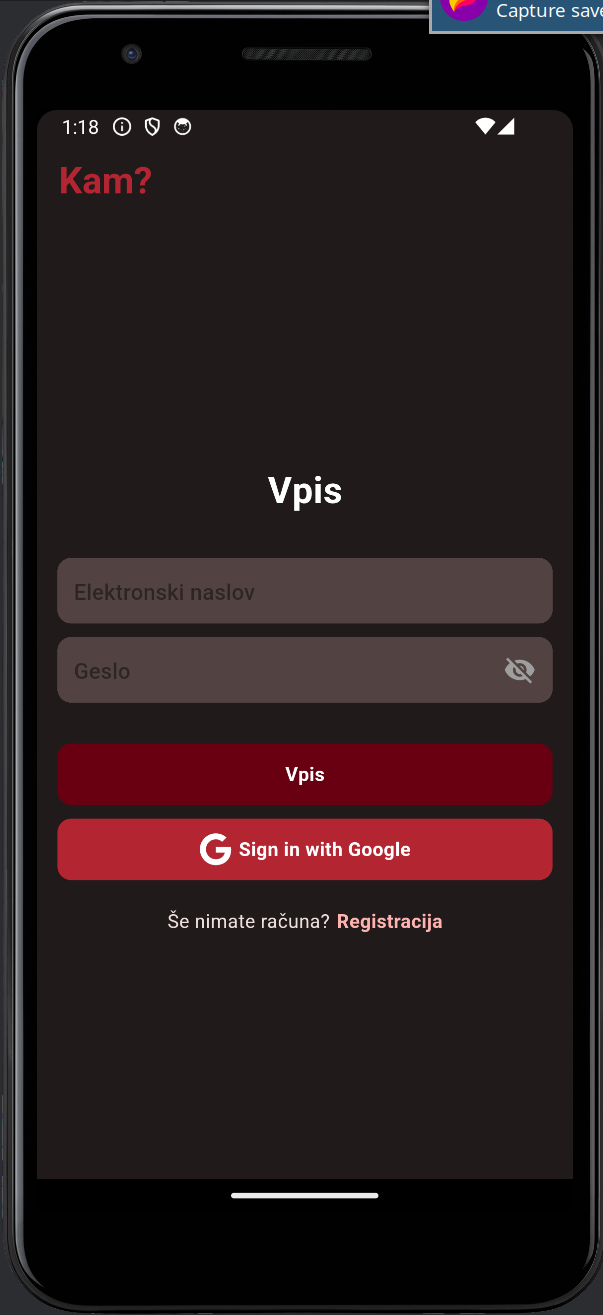 Capture save
1:18
Kam?
Vpis
Elektronski naslov
Geslo
Vpis
Sign in with Google
Še nimate računa? Registracija